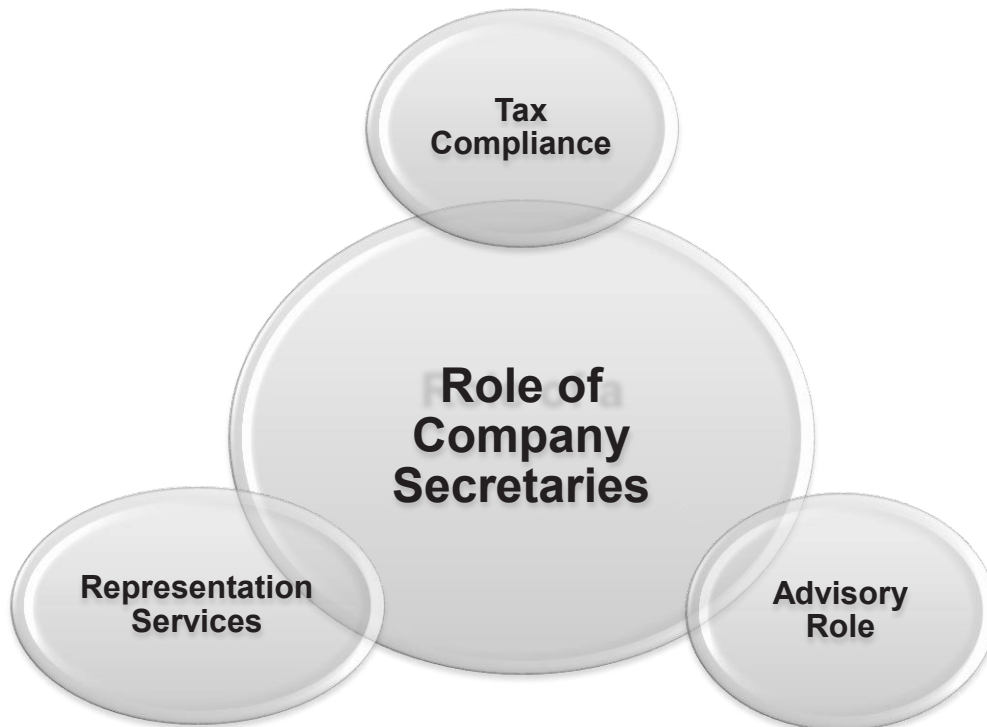 Tax
Compliance
Role of
Company
Secretaries
Representation
Services
Advisory
Role